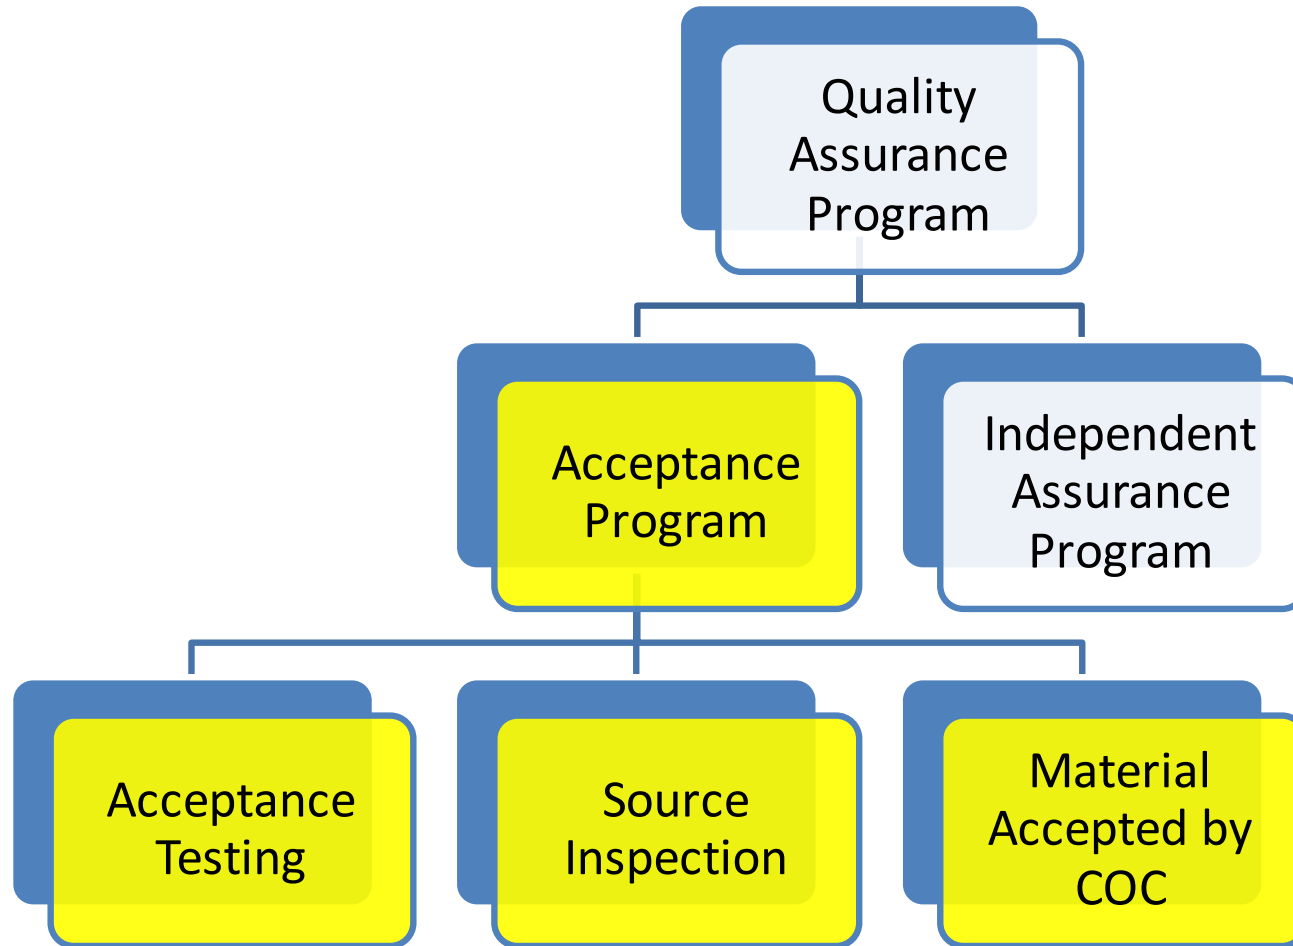 Quality
Assurance
Program
Acceptance
Program
Independent
Assurance
Program
Acceptance
Testing
Source
Inspection
Material
Accepted by
COC